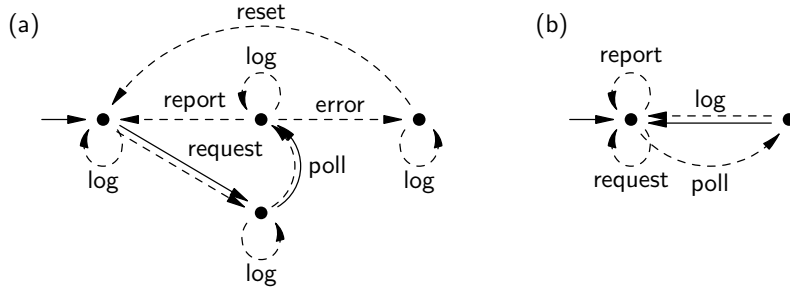 (a)
reset
log
report
error
request
poll
log
log
log
(b)
report
log
request
poll